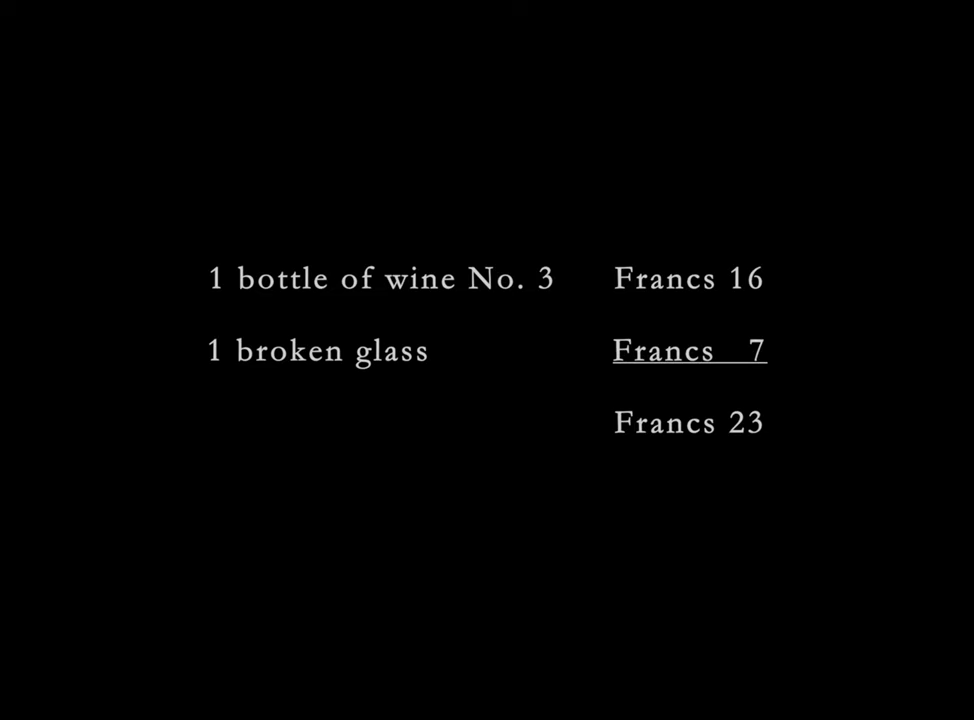 1 bottle of wine No. 3 Francs 16
1 broken glass Francs 7
Francs 23